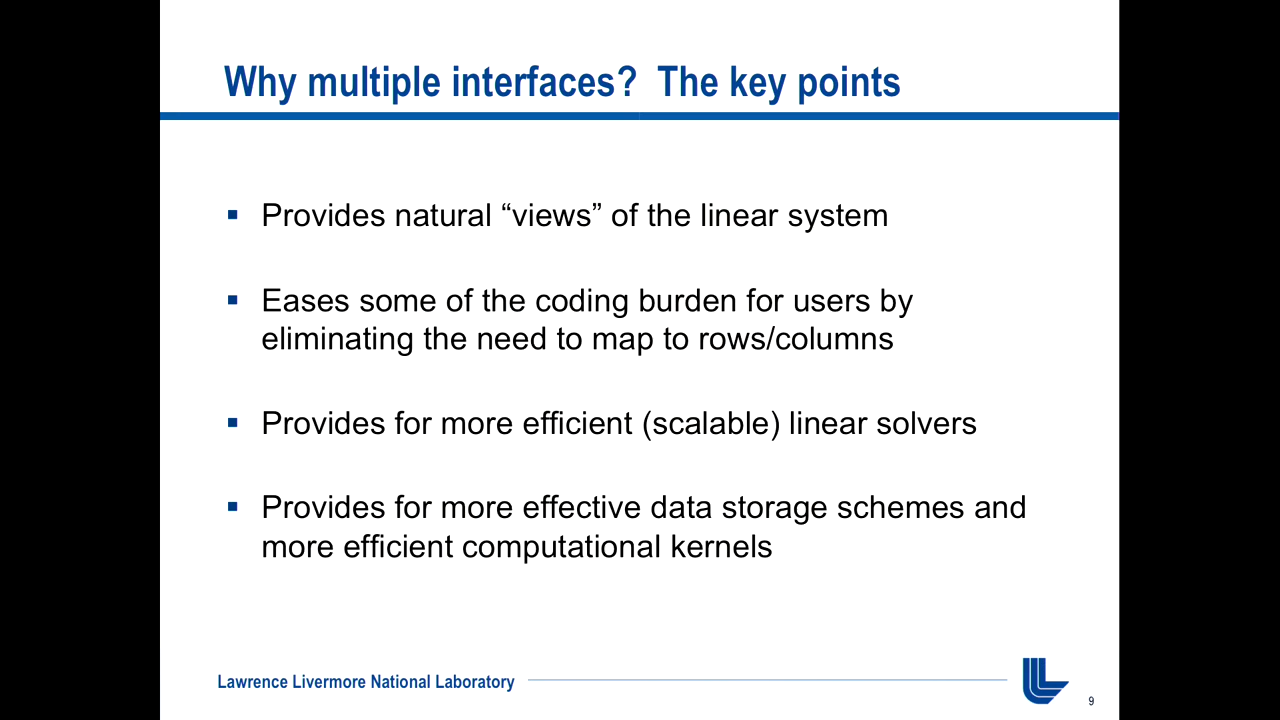 Why multiple interfaces?  The key points
▪ Provides natural “views” of the linear system
▪ Eases some of the coding burden for users by
eliminating the need to map to rows/columns
▪ Provides for more efficient (scalable) linear solvers
▪ Provides for more effective data storage schemes and
more efficient computational kernels
Lawrence Livermore National Laboratory
9